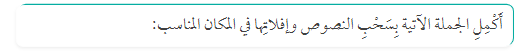 أَكْمِلِ الجملة الآتية بِسَحْبِ النصوص وإفلاتِها في المكان المناسب: